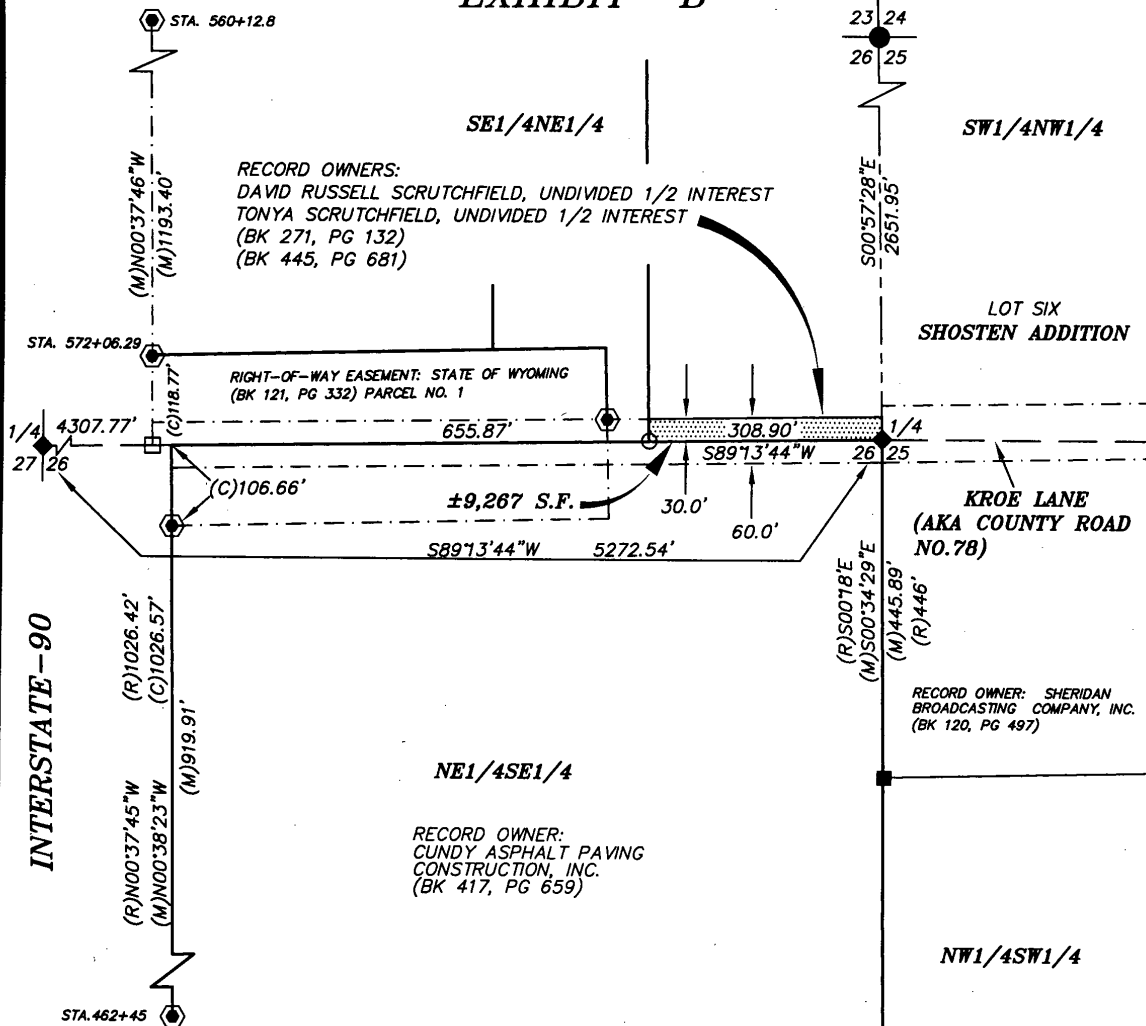 EXHIBIT "B"
STA. 560+12.8
23 24
26 25
SE1/4NE1/4
SW1/4NW1/4
(M)N00°37'46"W
(M)1193.40'
RECORD OWNERS:
DAVID RUSSELL SCRUTCHFIELD, UNDIVIDED 1/2 INTEREST
TONYA SCRUTCHFIELD, UNDIVIDED 1/2 INTEREST
(BK 271, PG 132)
(BK 445, PG 681)
S00°57'28"E
2651.95'
LOT SIX
SHOSTEN ADDITION
STA. 572+06.29
RIGHT-OF-WAY EASEMENT: STATE OF WYOMING
(BK 121, PG 332) PARCEL NO. 1
(C)118.77'
1/4
4307.77'
27 26
655.87'
308.90'
S89°13'44"W
1/4
26 25
(C)106.66'
±9,267 S.F.
30.0'
60.0'
KROE LANE
(AKA COUNTY ROAD
NO.78)
S89°13'44"W 5272.54'
(R)S00°18'E
(M)S00°34'29"E
(M)445.89'
(R)446'
INTERSTATE-90
(R)1026.42'
(C)1026.57'
(M)919.91'
(R)N00°37'45"W
(M)N00°38'23"W
RECORD OWNER: SHERIDAN
BROADCASTING COMPANY, INC.
(BK 120, PG 497)
NE1/4SE1/4
RECORD OWNER:
CUNDY ASPHALT PAVING
CONSTRUCTION, INC.
(BK 417, PG 659)
NW1/4SW1/4
STA.462+45